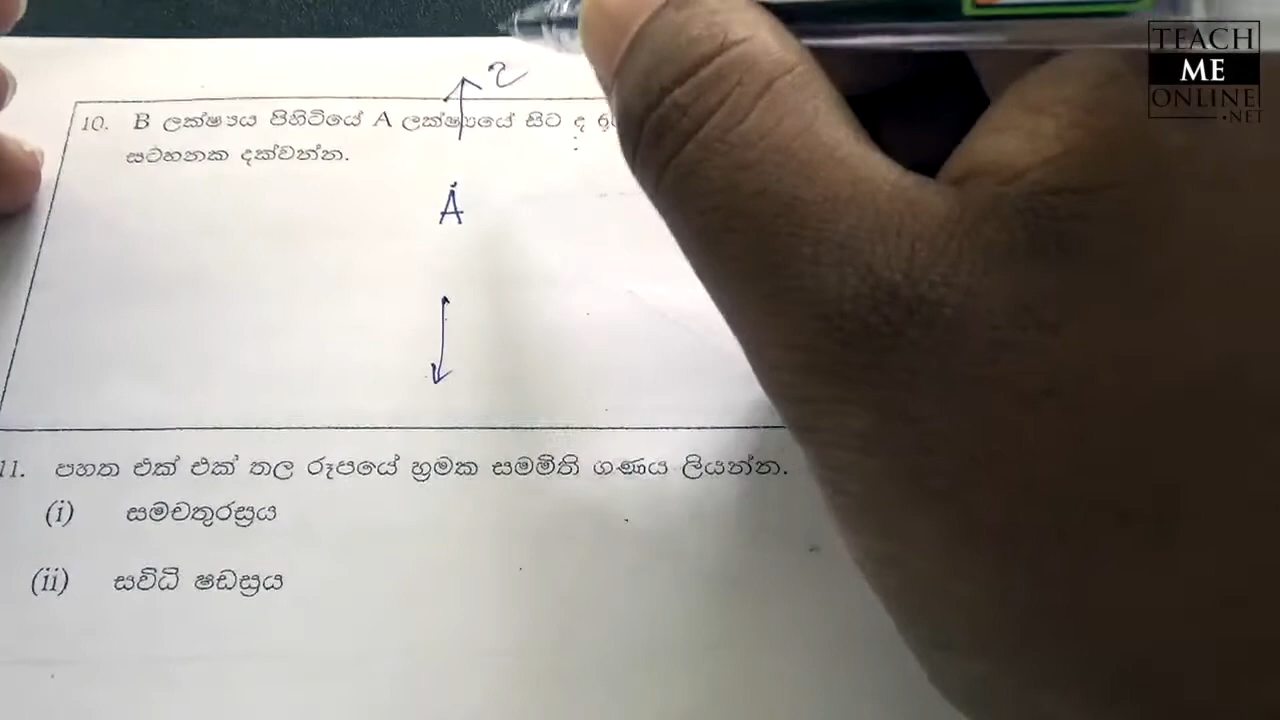 TEACH
ME
ONLINE
.NET
උ
10. B ලක්ෂ්‍යය පිහිටියේ A ලක්ෂ්‍යයේ සිට ද
සටහනක දක්වන්න.
A
11. පහත එක් එක් තල රූපයේ භ්‍රමක සමමිති ගණය ලියන්න.
(i) සමචතුරස්‍රය
(ii) සවිධි ෂඩස්‍රය